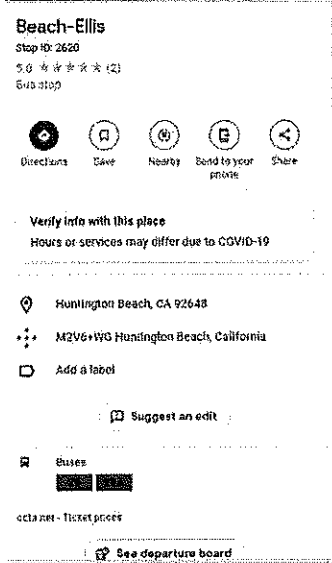 Beach-Ellis
Stop ID: 2620
5.0 ★★★★★ (2)
Bus stop
Directions
Save
Nearby
Send to your phone
Share
Verify info with this place
Hours or services may differ due to COVID-19
Huntington Beach, CA 92648
M2V6+WG Huntington Beach, California
Add a label
Suggest an edit
Buses
octa.net - Ticket prices
See departure board